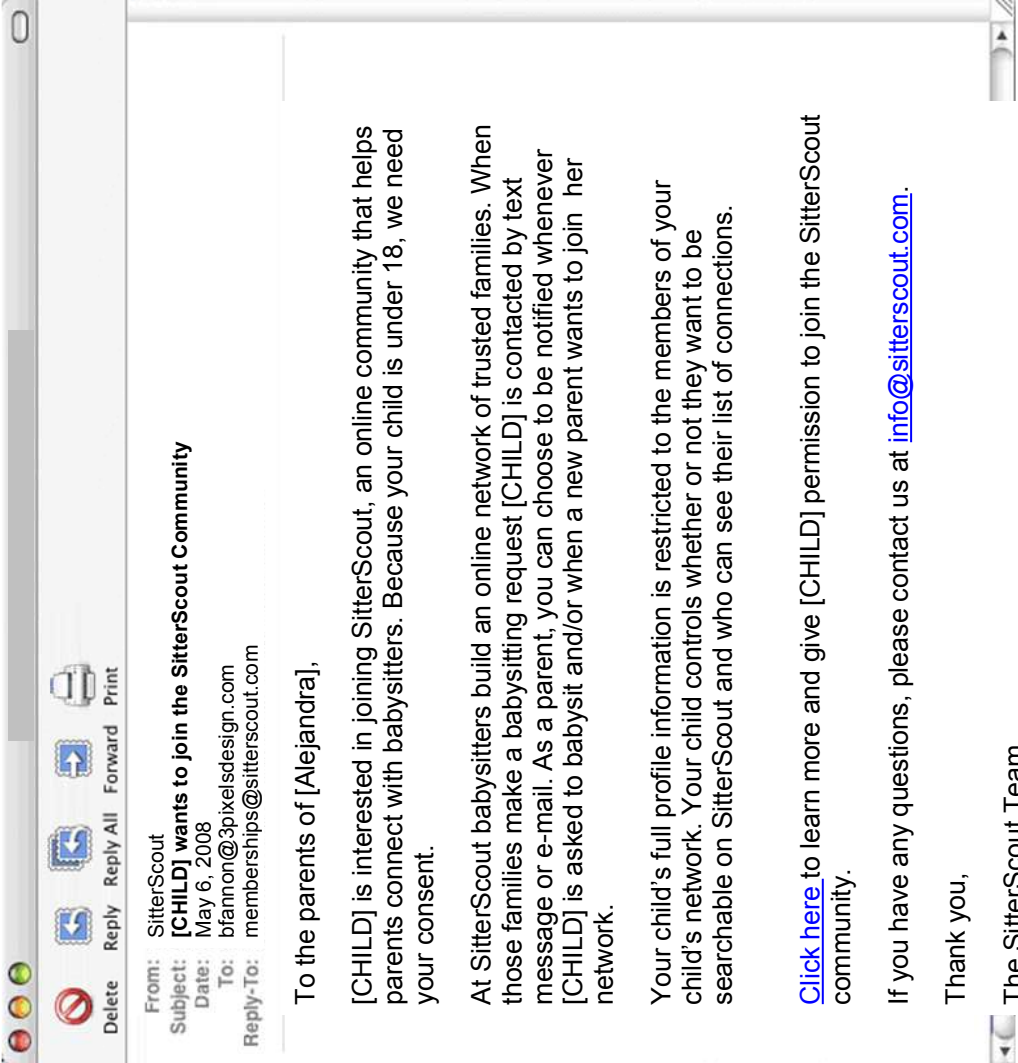 Delete Reply Reply All Forward Print
From: SitterScout
Subject: [CHILD] wants to join the SitterScout Community
Date: May 6, 2008
To: bfannon@3pixelsdesign.com
Reply-To: memberships@sitterscout.com
To the parents of [Alejandra],
[CHILD] is interested in joining SitterScout, an online community that helps
parents connect with babysitters. Because your child is under 18, we need
your consent.
At SitterScout babysitters build an online network of trusted families. When
those families make a babysitting request [CHILD] is contacted by text
message or e-mail. As a parent, you can choose to be notified whenever
[CHILD] is asked to babysit and/or when a new parent wants to join her
network.
Your child's full profile information is restricted to the members of your
child's network. Your child controls whether or not they want to be
searchable on SitterScout and who can see their list of connections.
Click here to learn more and give [CHILD] permission to join the SitterScout
community.
If you have any questions, please contact us at info@sitterscout.com.
Thank you,
The SitterScout Team